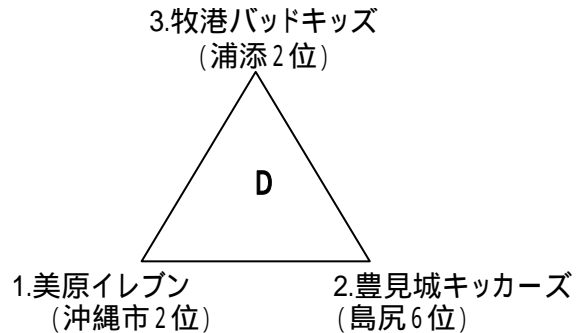 3.牧港バッドキッズ
(浦添2位)
D
1.美原イレブン
(沖縄市2位)
2.豊見城キッカーズ
(島尻6位)